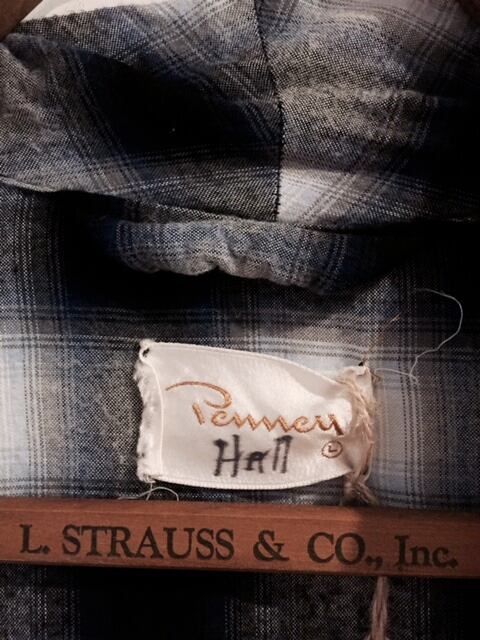 Penney
Hall
L
L. STRAUSS & CO., Inc.